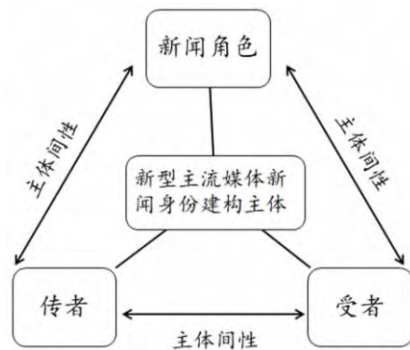 新闻角色
主体间性
主体间性
新型主流媒体新
闻身份建构主体
传者
受者
主体间性